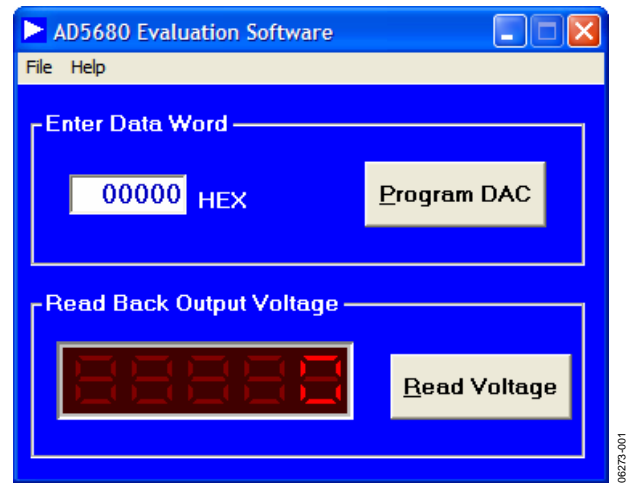 AD5680 Evaluation Software
File Help
Enter Data Word
00000 HEX
Program DAC
Read Back Output Voltage
0
Read Voltage
06273-001